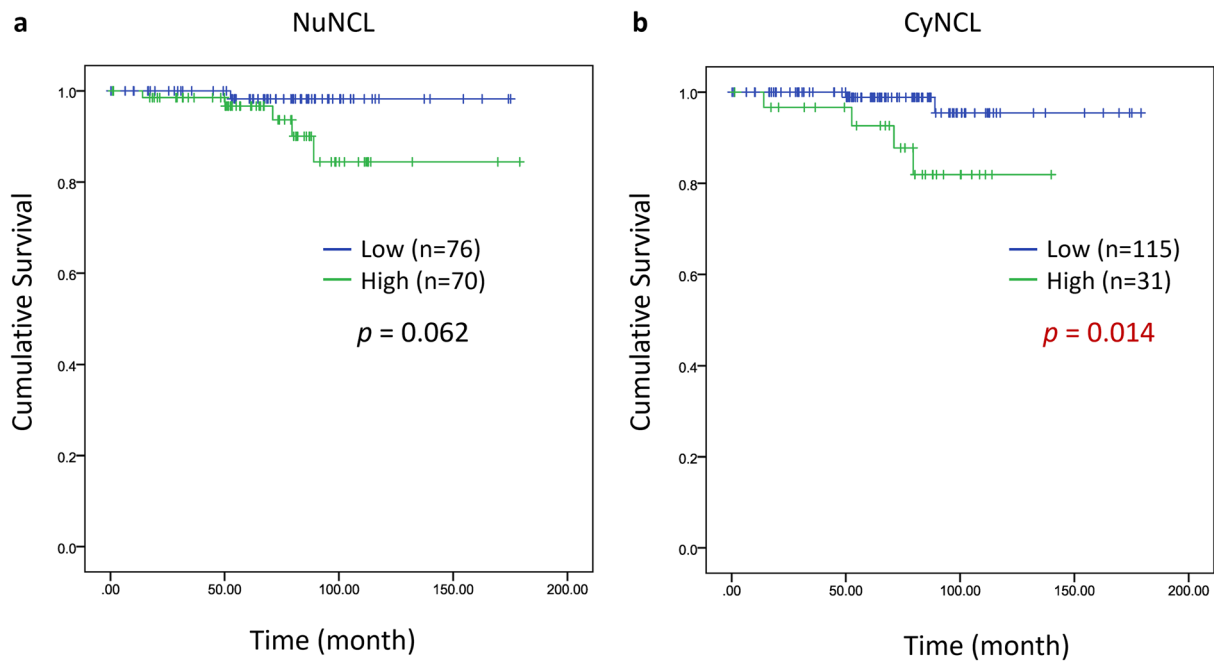 a
NuNCL
Cumulative Survival
1.0
0.8
0.6
0.4
0.2
0.0
Low (n=76)
High (n=70)
p = 0.062
.00 50.00 100.00 150.00 200.00
Time (month)
b
CyNCL
Cumulative Survival
1.0
0.8
0.6
0.4
0.2
0.0
Low (n=115)
High (n=31)
p = 0.014
.00 50.00 100.00 150.00 200.00
Time (month)